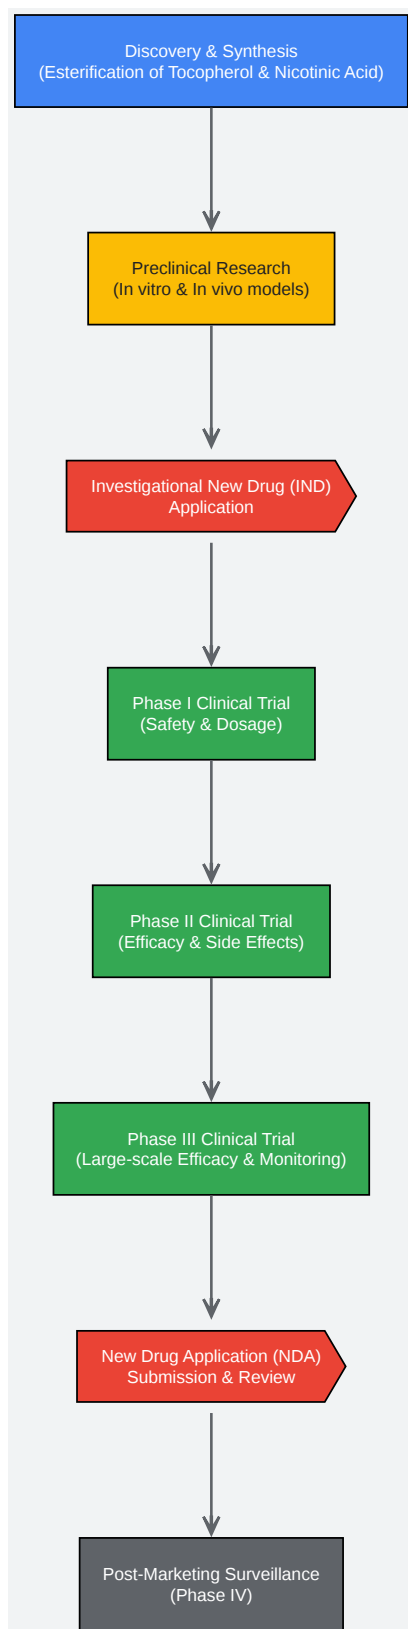 Discovery & Synthesis
(Esterification of Tocopherol & Nicotinic Acid)
Preclinical Research
(In vitro & In vivo models)
Investigational New Drug (IND)
Application
Phase I Clinical Trial
(Safety & Dosage)
Phase II Clinical Trial
(Efficacy & Side Effects)
Phase III Clinical Trial
(Large-scale Efficacy & Monitoring)
New Drug Application (NDA)
Submission & Review
Post-Marketing Surveillance
(Phase IV)